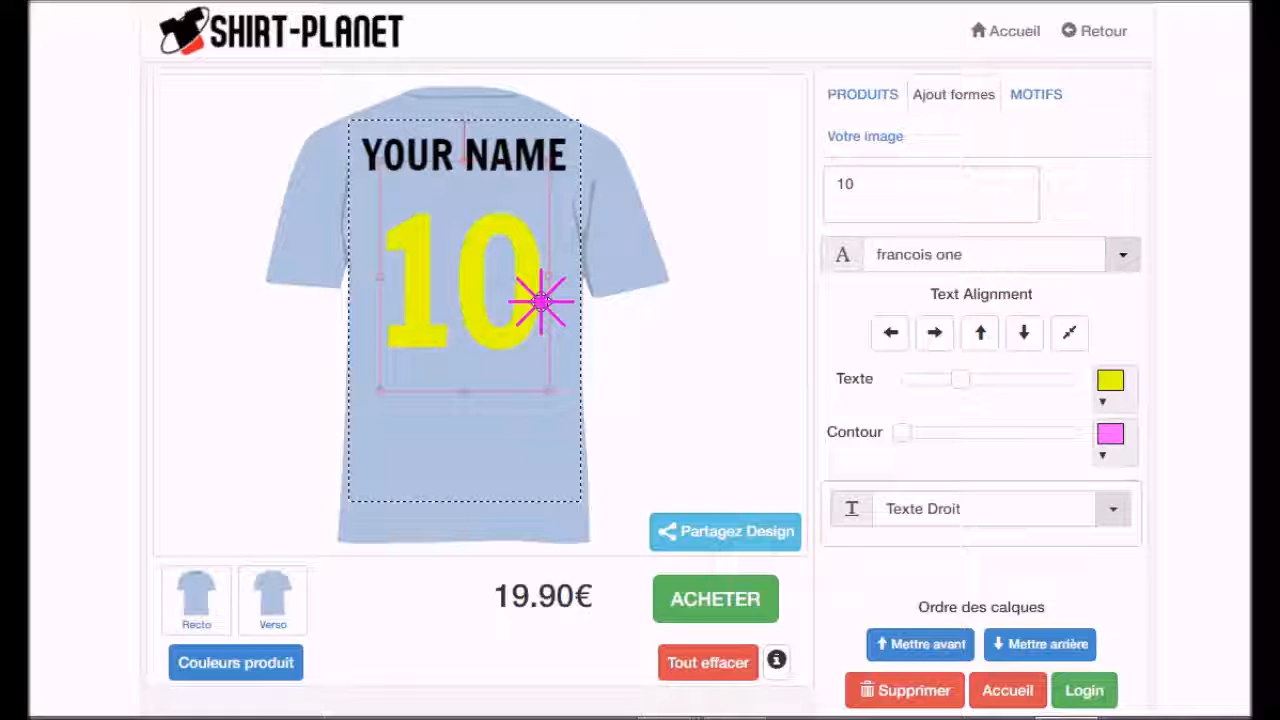 SHIRT-PLANET
Accueil
Retour
PRODUITS
Ajout formes
MOTIFS
Votre image
YOUR NAME
10
10
A
francois one
Text Alignment
Texte
Contour
T
Texte Droit
Partagez Design
Recto
Verso
19.90€
ACHETER
Couleurs produit
Tout effacer
Ordre des calques
Mettre avant
Mettre arrière
Supprimer
Accueil
Login